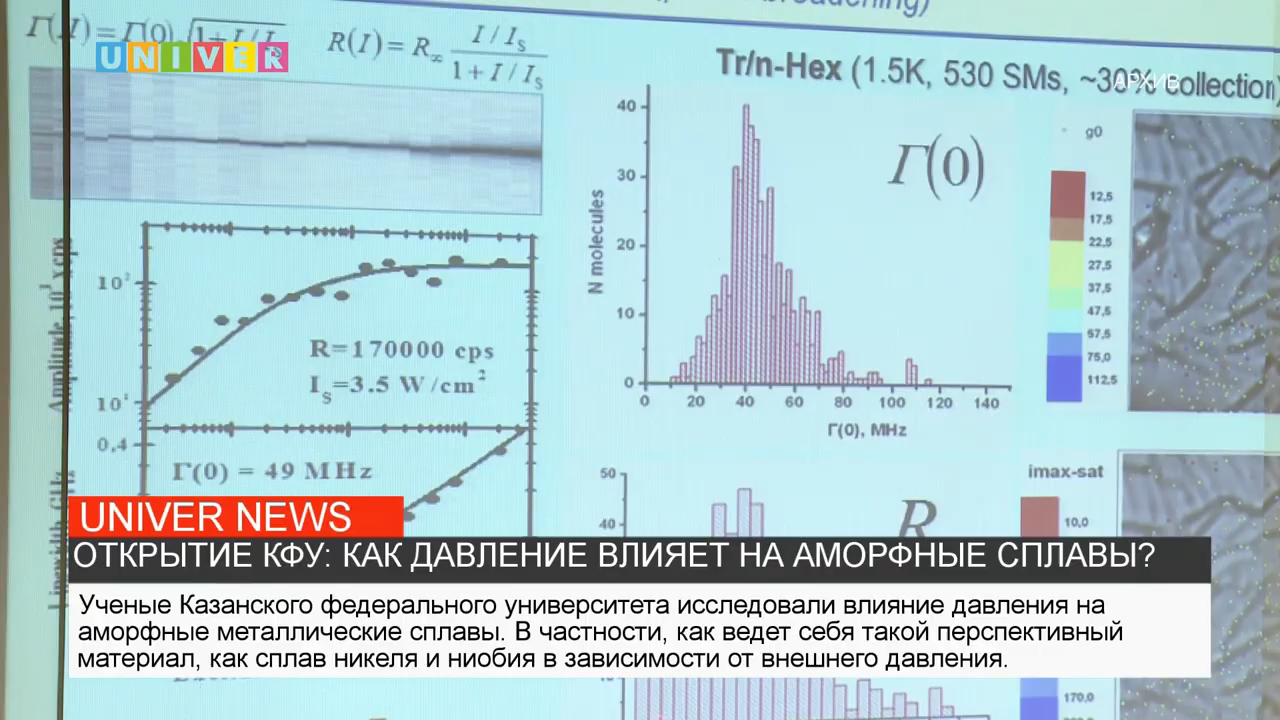 broadening)
Γ(I) = Γ(0) √1+I/I
R(I) = R∞ I / I_S
1 + I / I_S
UNIVER
Tr/n-Hex (1.5K, 530 SMs, ~30% collection)
АРХИВ
Γ(0)
N molecules
40
30
20
10
0
0 20 40 60 80 100 120 140
Γ(0), MHz
g0
12,5
17,5
22,5
27,5
37,5
47,5
57,5
75,0
112,5
10²
10¹
0,4
R=170000 cps
I_S=3.5 W/cm²
Γ(0) = 49 MHz
50
40
R
imax-sat
10,0
UNIVER NEWS
ОТКРЫТИЕ КФУ: КАК ДАВЛЕНИЕ ВЛИЯЕТ НА АМОРФНЫЕ СПЛАВЫ?
Ученые Казанского федерального университета исследовали влияние давления на
аморфные металлические сплавы. В частности, как ведет себя такой перспективный
материал, как сплав никеля и ниобия в зависимости от внешнего давления.
170,0